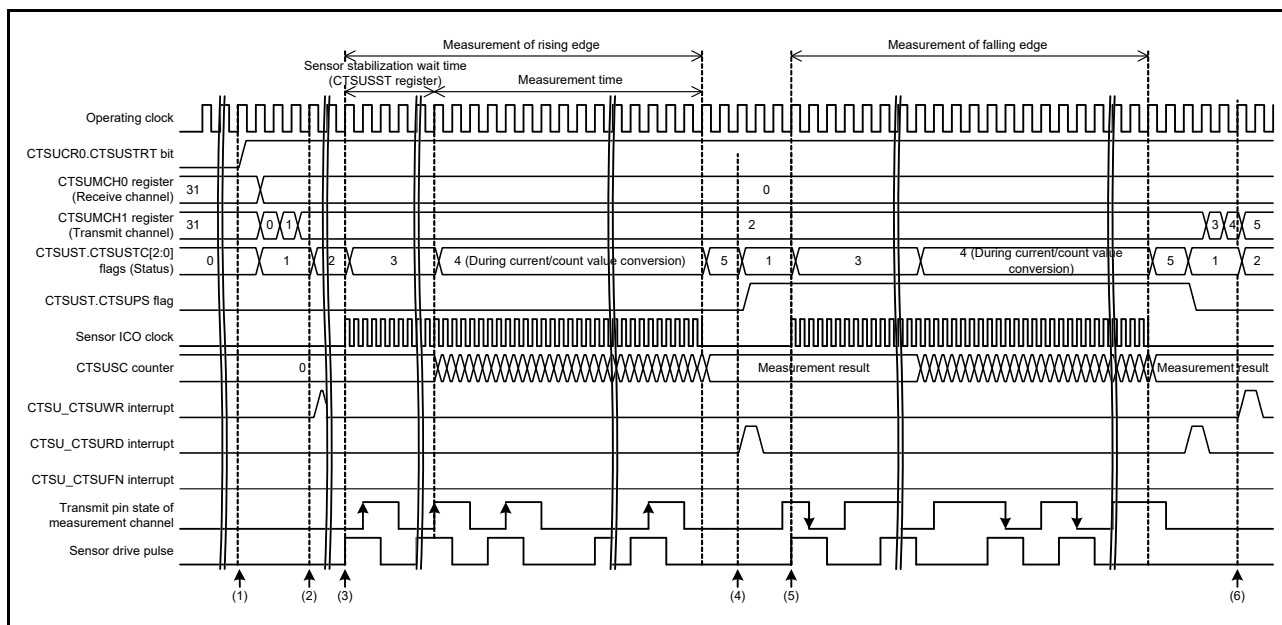 Measurement of rising edge
Measurement of falling edge
Sensor stabilization wait time
(CTSUSST register)
Measurement time
Operating clock
CTSUCR0.CTSUSTRT bit
CTSUMCH0 register
(Receive channel)
31
0
CTSUMCH1 register
(Transmit channel)
31
0
1
2
3
4
5
CTSUST.CTSUSTC[2:0]
flags (Status)
0
1
2
3
4 (During current/count value conversion)
5
1
3
4 (During current/count value
conversion)
5
1
2
CTSUST.CTSUPS flag
Sensor ICO clock
CTSUSC counter
0
Measurement result
Measurement result
CTSU_CTSUWR interrupt
CTSU_CTSURD interrupt
CTSU_CTSUFN interrupt
Transmit pin state of
measurement channel
Sensor drive pulse
(1)
(2)
(3)
(4)
(5)
(6)